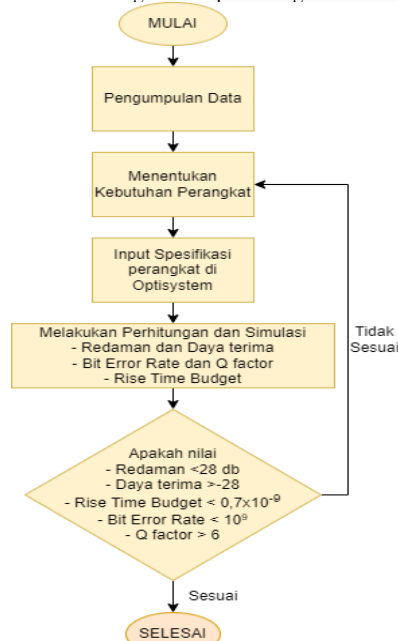 MULAI
Pengumpulan Data
Menentukan
Kebutuhan Perangkat
Input Spesifikasi
perangkat di
Optisystem
Melakukan Perhitungan dan Simulasi
- Redaman dan Daya terima
- Bit Error Rate dan Q factor
- Rise Time Budget
Tidak
Sesuai
Apakah nilai
- Redaman <28 db
- Daya terima >-28
- Rise Time Budget < 0,7x10⁻⁹
- Bit Error Rate < 10⁹
- Q factor > 6
Sesuai
SELESAI